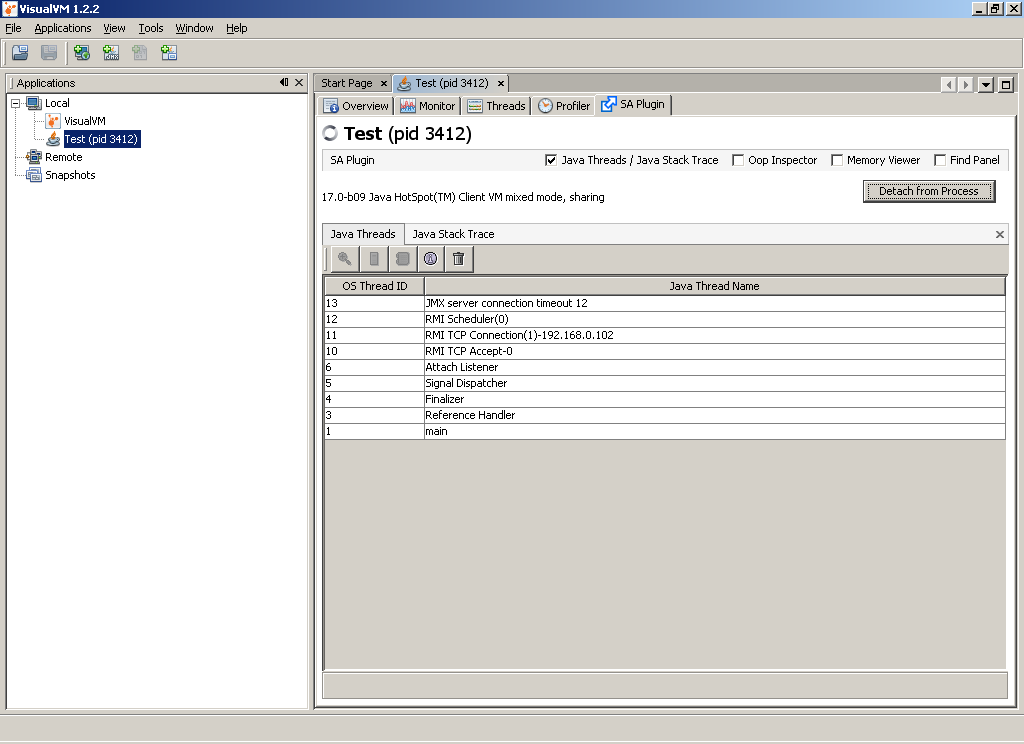 VisualVM 1.2.2
File Applications View Tools Window Help
Applications
Local
VisualVM
Test (pid 3412)
Remote
Snapshots
Start Page Test (pid 3412)
Overview Monitor Threads Profiler SA Plugin
Test (pid 3412)
SA Plugin Java Threads / Java Stack Trace Oop Inspector Memory Viewer Find Panel
17.0-b09 Java HotSpot(TM) Client VM mixed mode, sharing Detach from Process
Java Threads Java Stack Trace
OS Thread ID Java Thread Name
13 JMX server connection timeout 12
12 RMI Scheduler(0)
11 RMI TCP Connection(1)-192.168.0.102
10 RMI TCP Accept-0
6 Attach Listener
5 Signal Dispatcher
4 Finalizer
3 Reference Handler
1 main